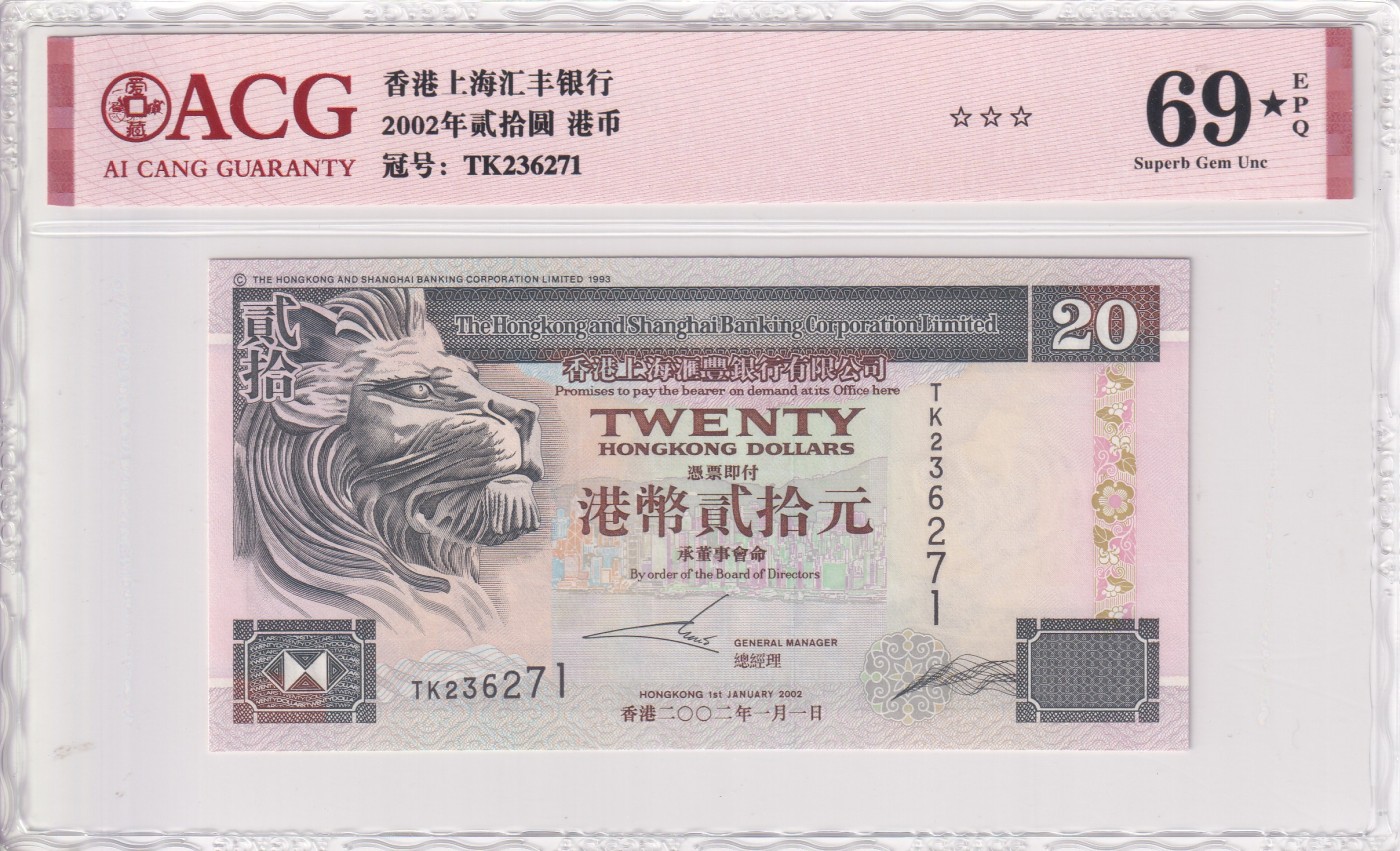 爱藏
ACG
AI CANG GUARANTY
香港上海汇丰银行
2002年贰拾圆 港币
冠号：TK236271
☆☆☆
69★
EPQ
Superb Gem Unc
© THE HONGKONG AND SHANGHAI BANKING CORPORATION LIMITED 1993
貳拾
The Hongkong and Shanghai Banking Corporation Limited
20
香港上海滙豐銀行有限公司
Promises to pay the bearer on demand at its Office here
TWENTY
HONGKONG DOLLARS
憑票即付
港幣貳拾元
承董事會命
By order of the Board of Directors
TK236271
GENERAL MANAGER
總經理
TK236271
HONGKONG 1st JANUARY 2002
香港二〇〇二年一月一日